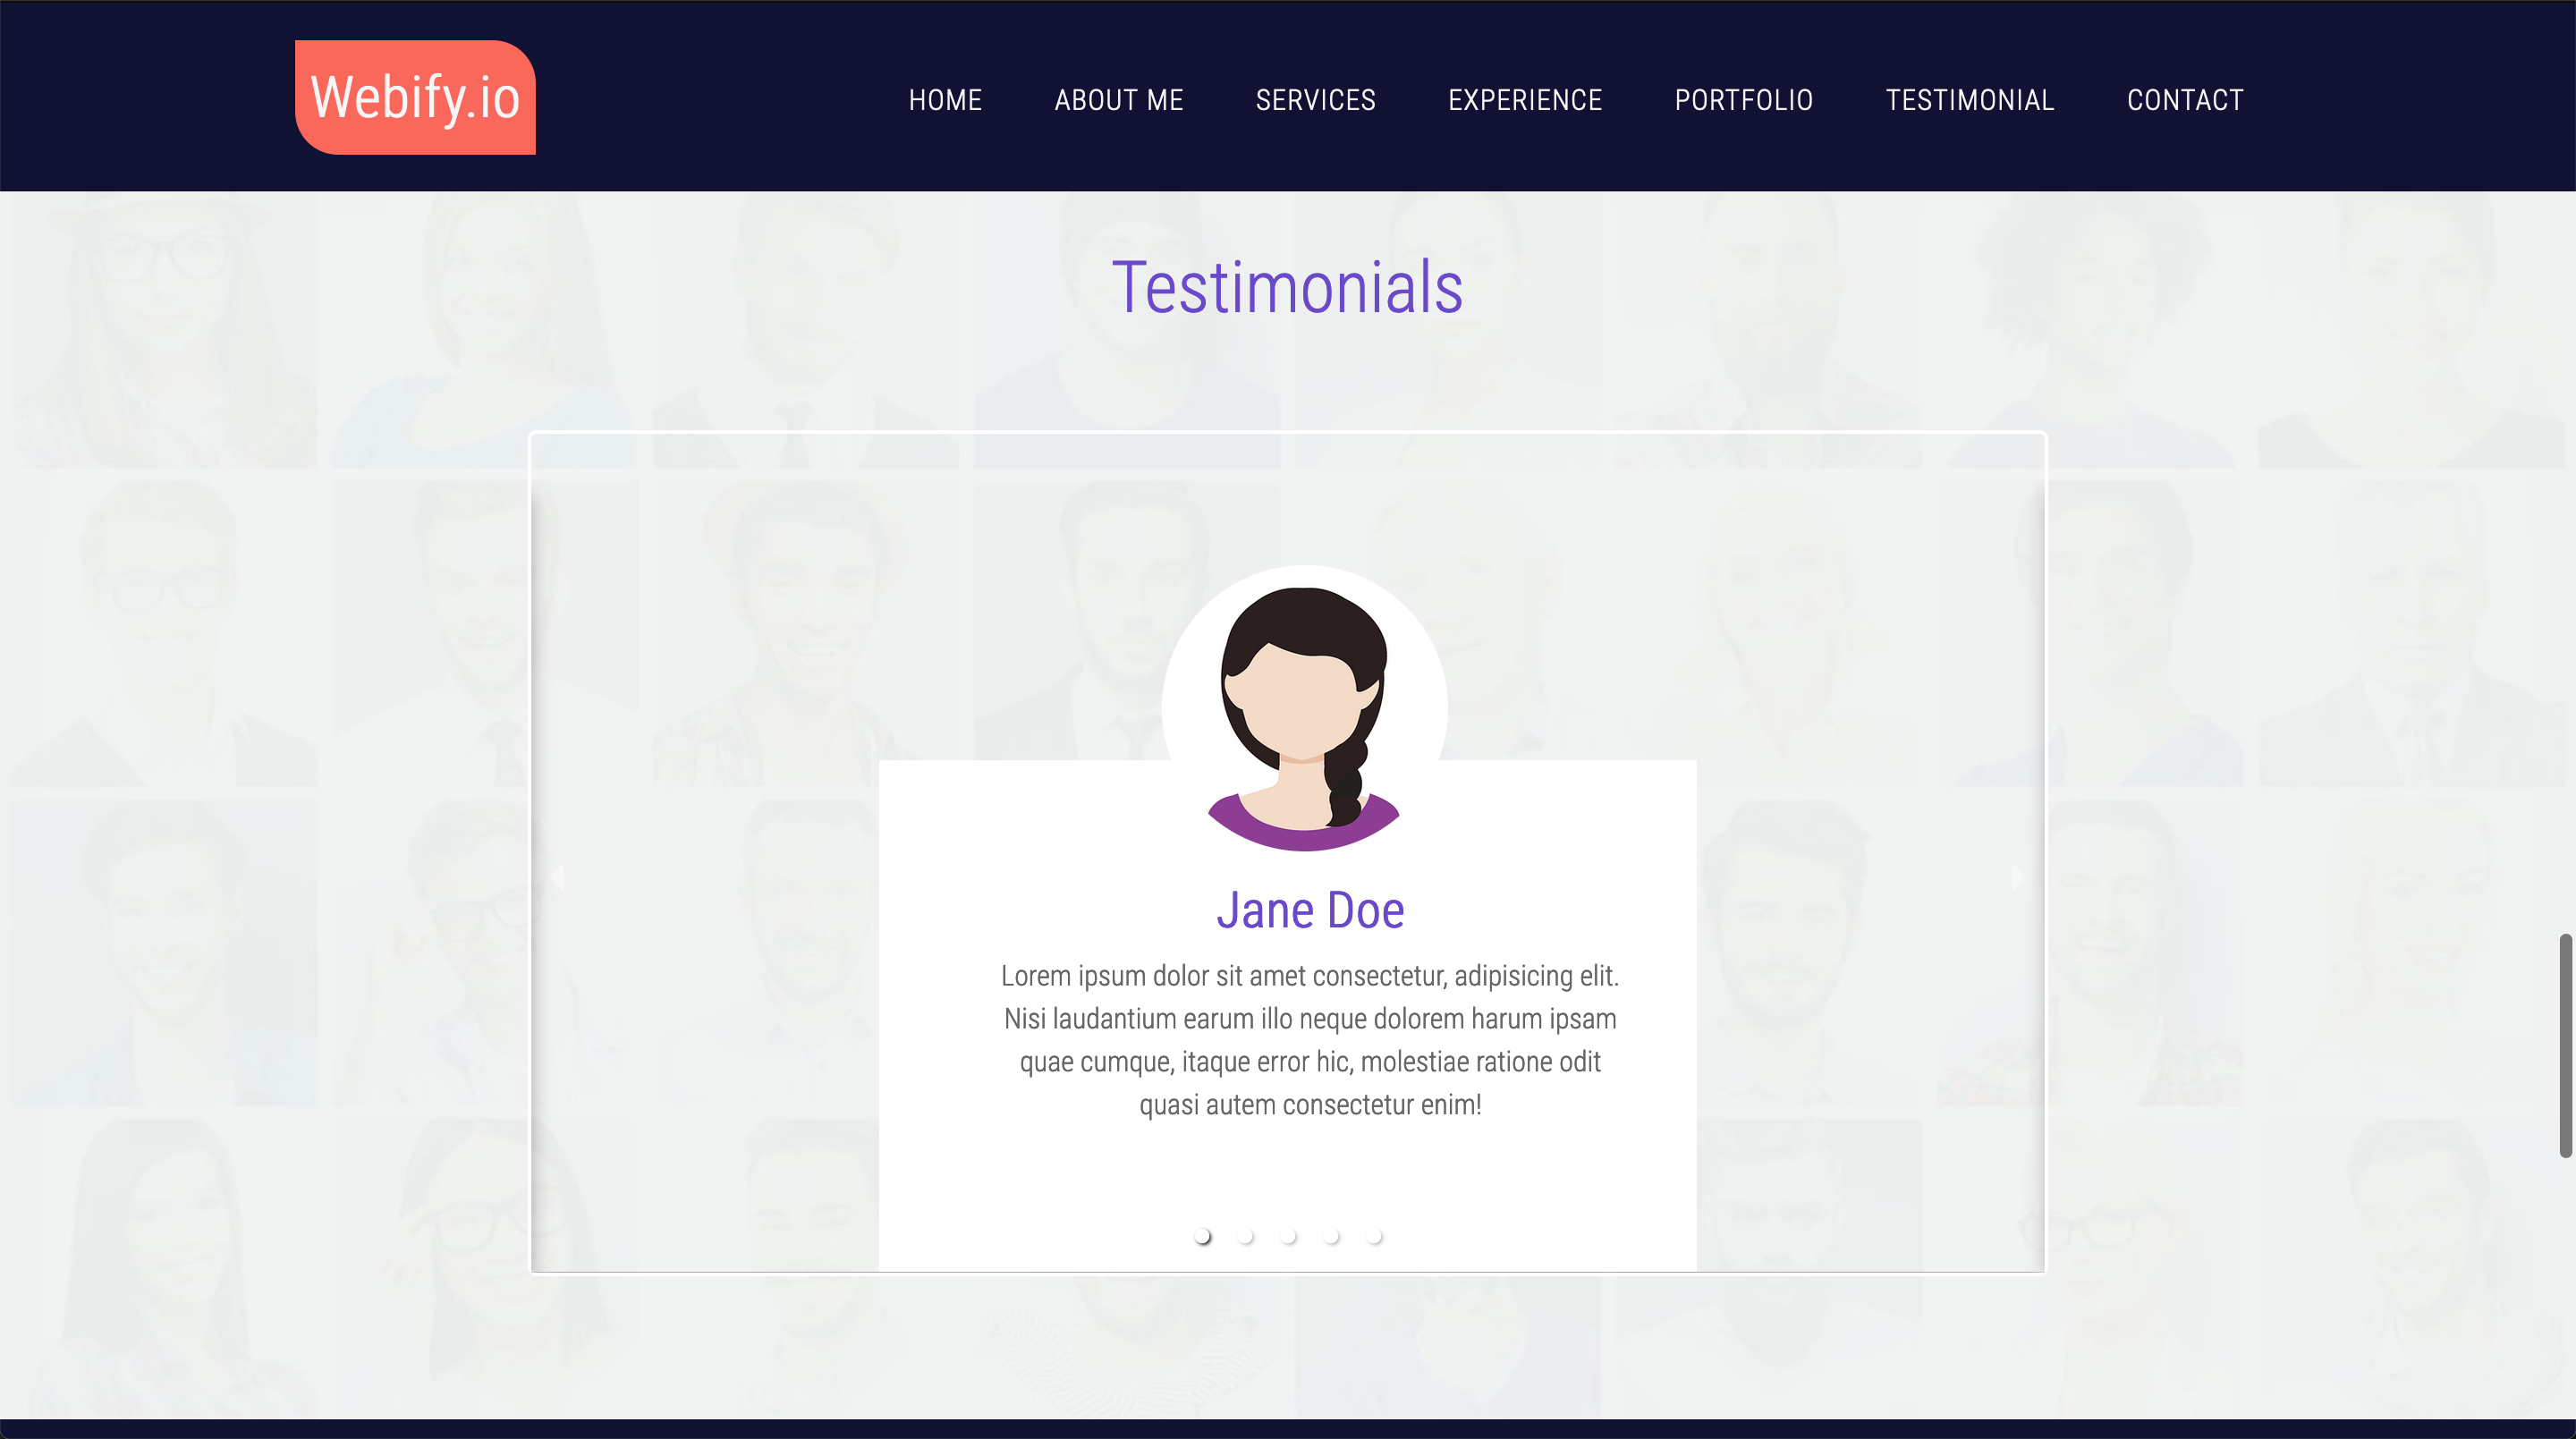 Webify.io
HOME ABOUT ME SERVICES EXPERIENCE PORTFOLIO TESTIMONIAL CONTACT
Testimonials
Jane Doe
Lorem ipsum dolor sit amet consectetur, adipisicing elit.
Nisi laudantium earum illo neque dolorem harum ipsam
quae cumque, itaque error hic, molestiae ratione odit
quasi autem consectetur enim!